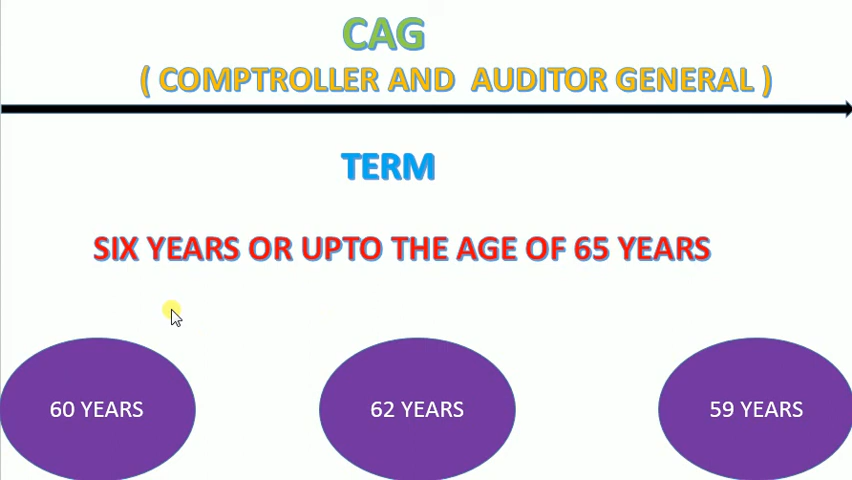 CAG
( COMPTROLLER AND AUDITOR GENERAL )
TERM
SIX YEARS OR UPTO THE AGE OF 65 YEARS
60 YEARS
62 YEARS
59 YEARS